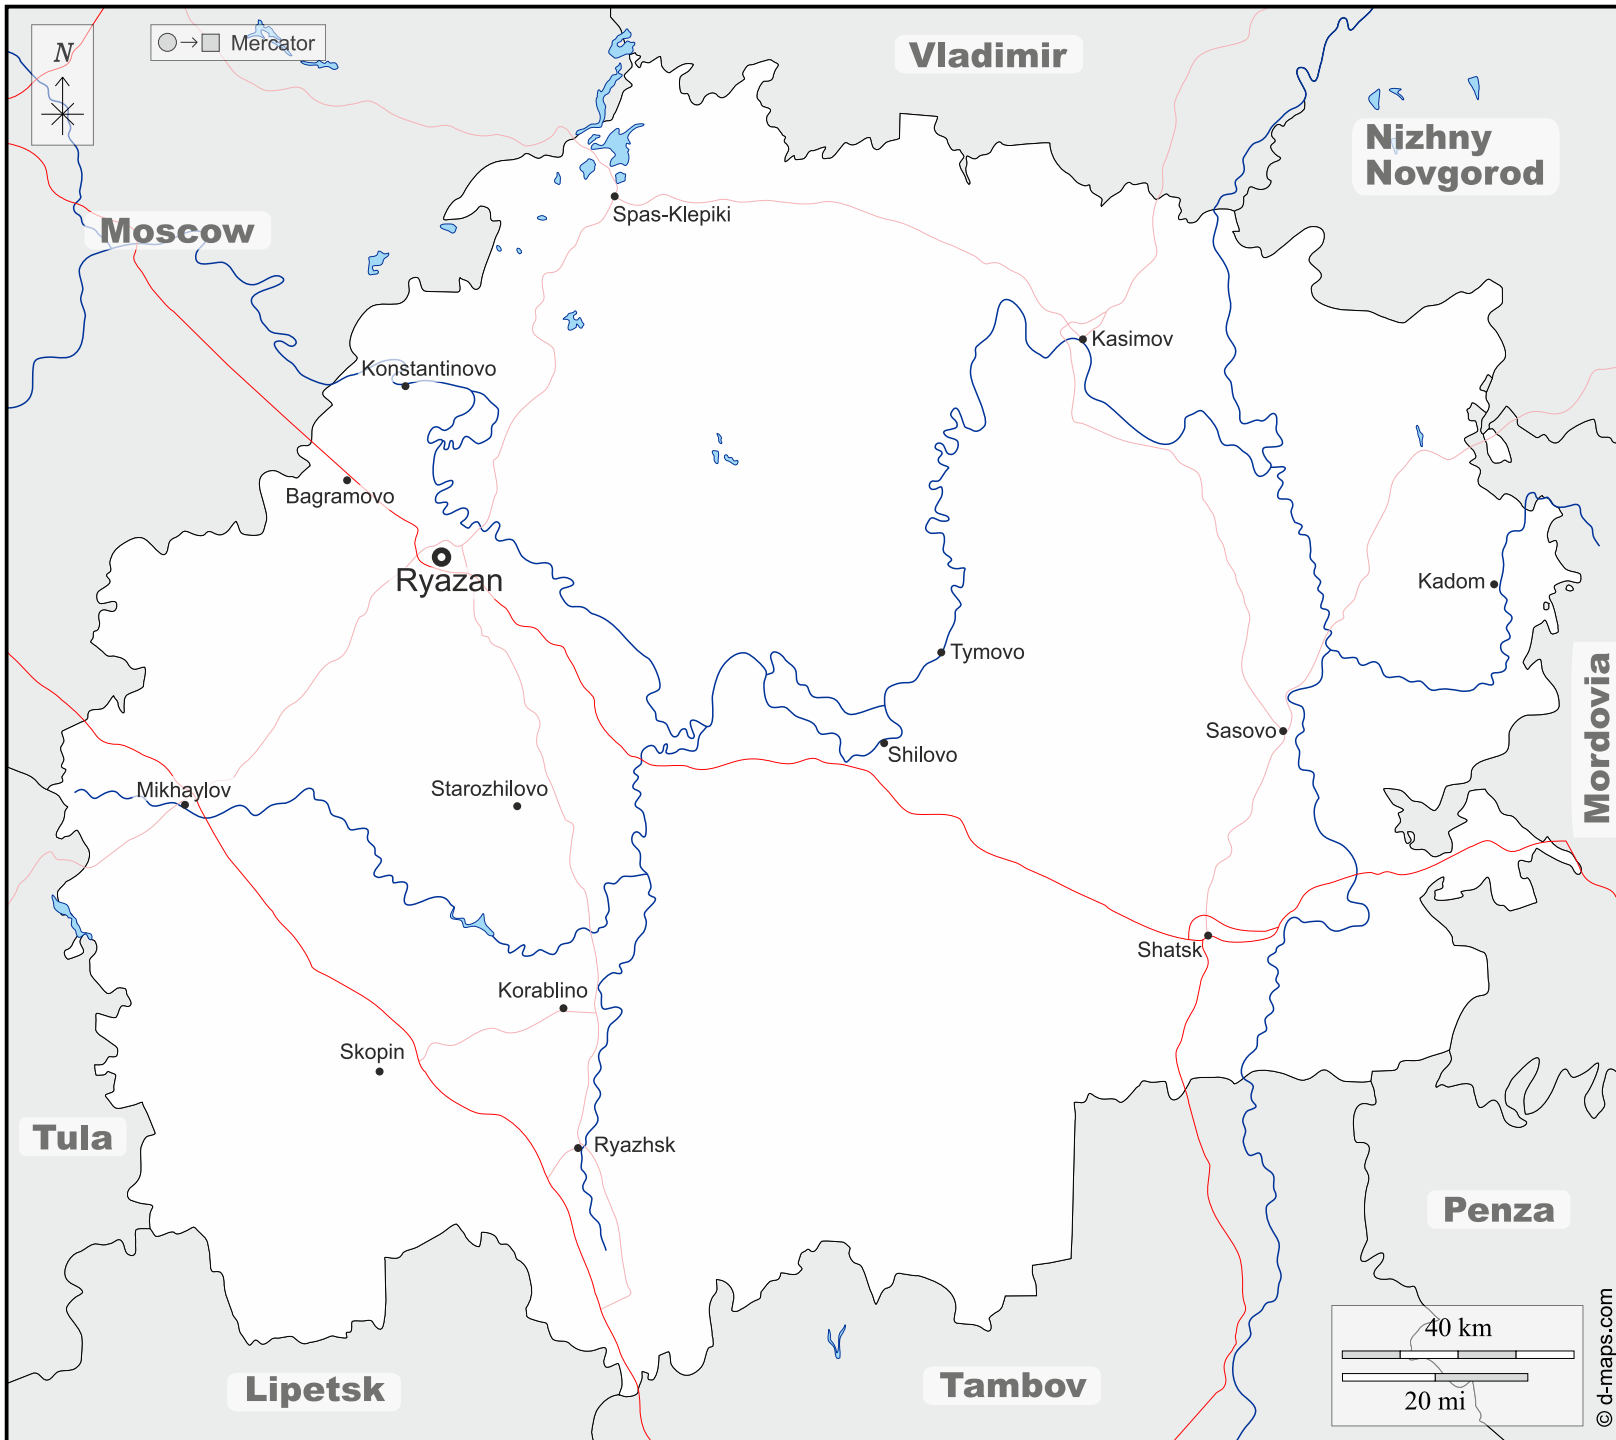 N
Mercator
Vladimir
Nizhny
Novgorod
Moscow
Spas-Klepiki
Kasimov
Konstantinovo
Bagramovo
Ryazan
Kadom
Tymovo
Mordovia
Sasovo
Shilovo
Mikhaylov
Starozhilovo
Shatsk
Korablino
Skopin
Tula
Ryazhsk
Penza
Lipetsk
Tambov
40 km
20 mi
© d-maps.com